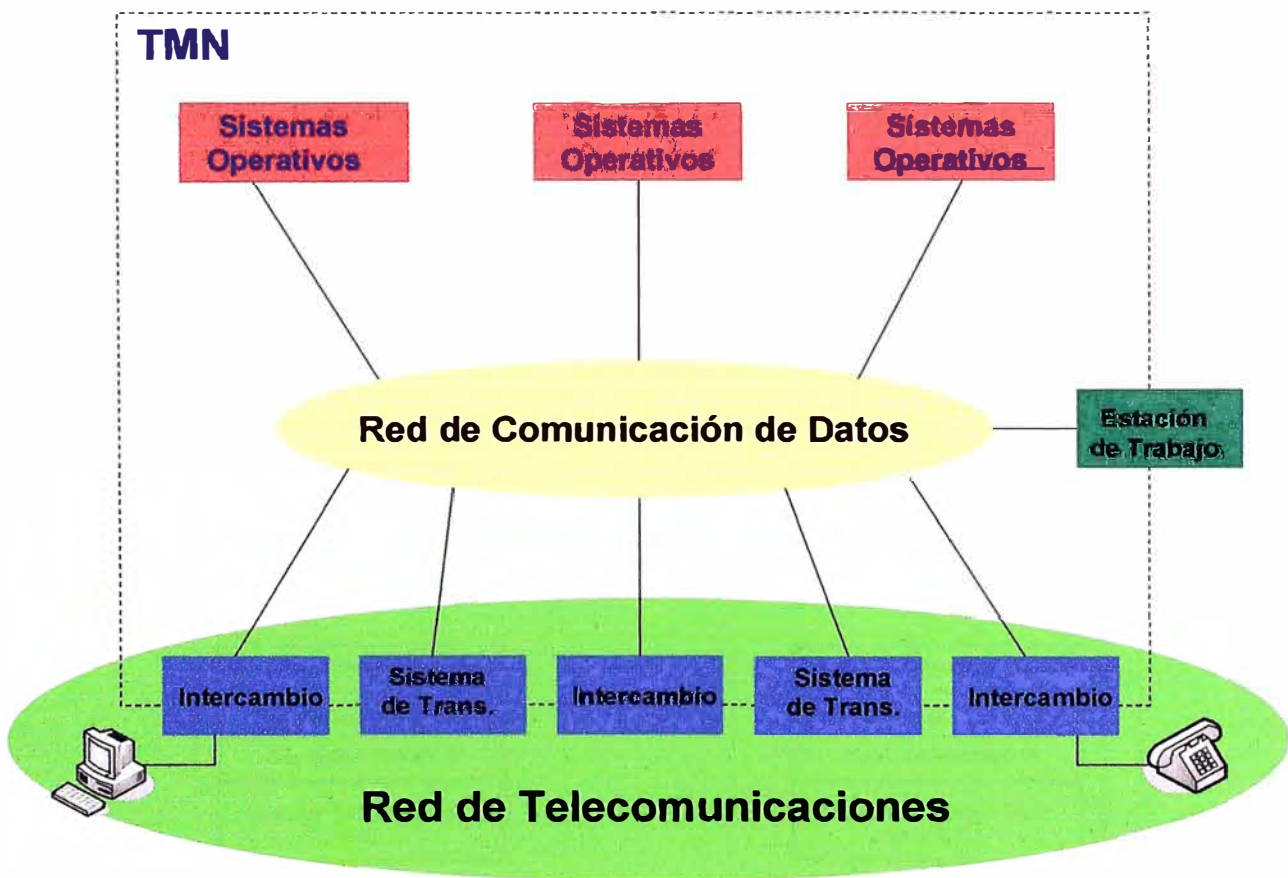 TMN
Sistemas
Operativos
Sistemas
Operativos
Sistemas
Operativos
Red de Comunicación de Datos
Estación
de Trabajo
Intercambio
Sistema
de Trans.
Intercambio
Sistema
de Trans.
Intercambio
Red de Telecomunicaciones